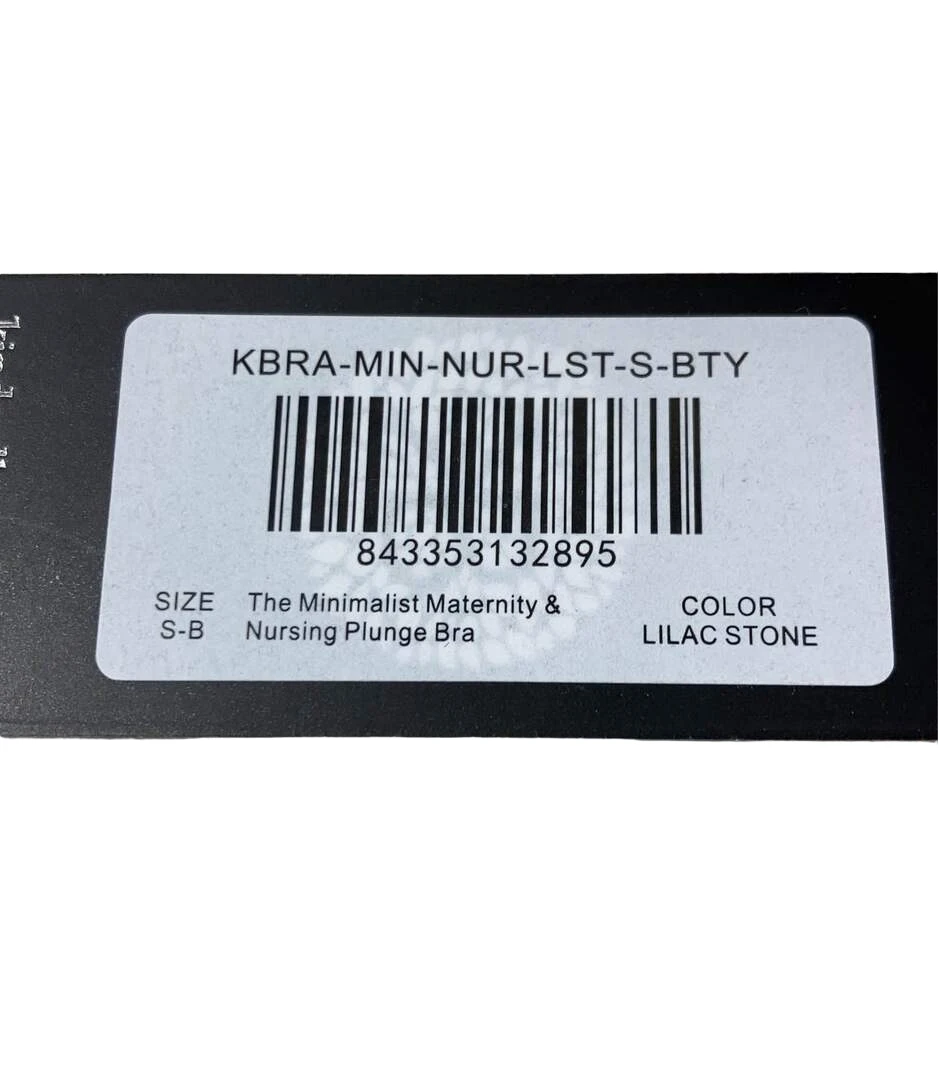 KBRA-MIN-NUR-LST-S-BTY
843353132895
SIZE
S-B
The Minimalist Maternity &
Nursing Plunge Bra
COLOR
LILAC STONE